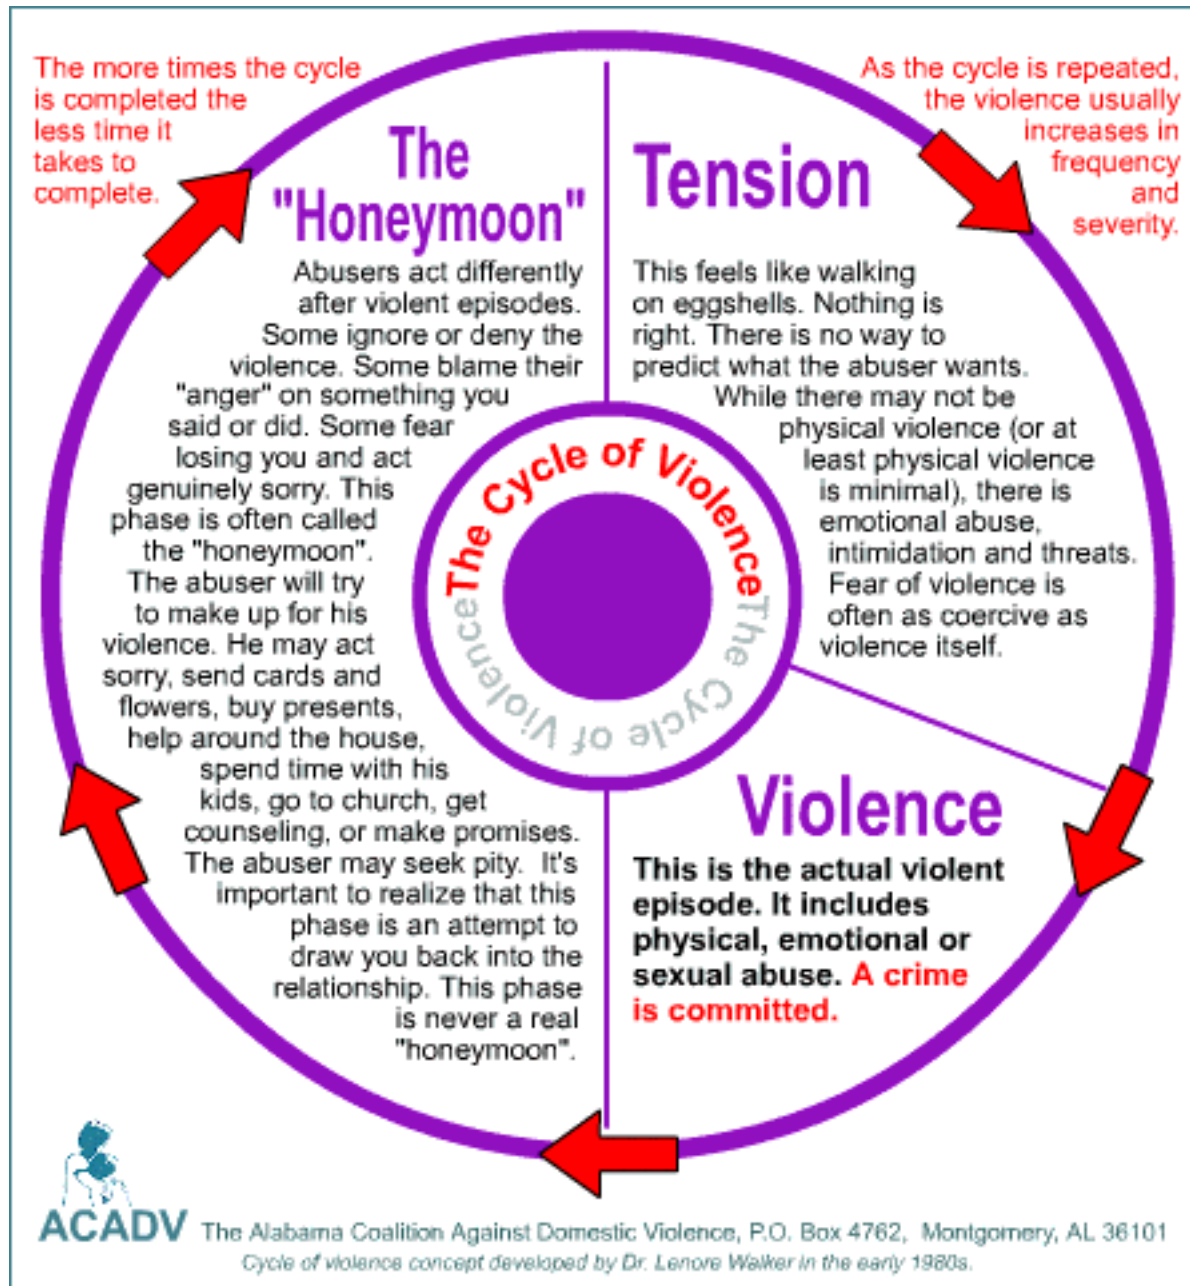 The more times the cycle
is completed the
less time it
takes to
complete.
As the cycle is repeated,
the violence usually
increases in
frequency
and
severity.
The
"Honeymoon"
Abusers act differently
after violent episodes.
Some ignore or deny the
violence. Some blame their
"anger" on something you
said or did. Some fear
losing you and act
genuinely sorry. This
phase is often called
the "honeymoon".
The abuser will try
to make up for his
violence. He may act
sorry, send cards and
flowers, buy presents,
help around the house,
spend time with his
kids, go to church, get
counseling, or make promises.
The abuser may seek pity. It's
important to realize that this
phase is an attempt to
draw you back into the
relationship. This phase
is never a real
"honeymoon".
Tension
This feels like walking
on eggshells. Nothing is
right. There is no way to
predict what the abuser wants.
While there may not be
physical violence (or at
least physical violence
is minimal), there is
emotional abuse,
intimidation and threats.
Fear of violence is
often as coercive as
violence itself.
The Cycle of Violence
The Cycle of Violence
Violence
This is the actual violent
episode. It includes
physical, emotional or
sexual abuse. A crime
is committed.
ACADV The Alabama Coalition Against Domestic Violence, P.O. Box 4762, Montgomery, AL 36101
Cycle of violence concept developed by Dr. Lenore Walker in the early 1980s.